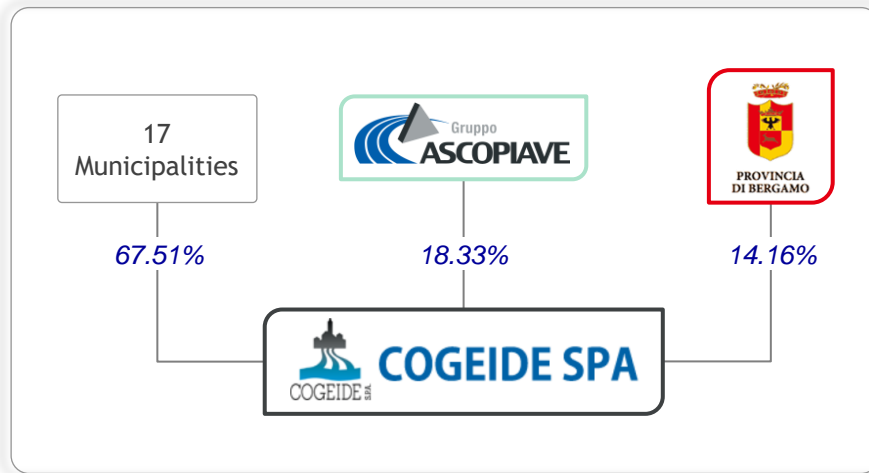 17
Municipalities
Gruppo
ASCOPIAVE
PROVINCIA
DI BERGAMO
67.51%
18.33%
14.16%
COGEIDE S.P.A.
COGEIDE SPA